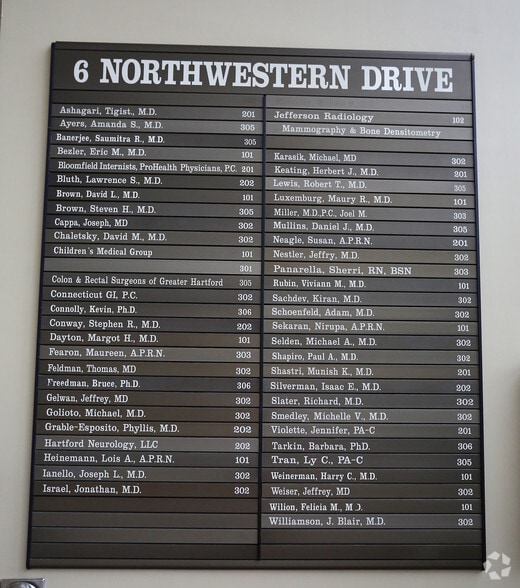 6 NORTHWESTERN DRIVE
Ashagari, Tigist., M.D. 201
Ayers, Amanda S., M.D. 305
Banerjee, Saumitra R., M.D. 305
Bezler, Eric M., M.D. 101
Bloomfield Internists, ProHealth Physicians, P.C. 201
Bluth, Lawrence S., M.D. 202
Brown, David L., M.D. 101
Brown, Steven H., M.D. 305
Cappa, Joseph, MD 302
Chaletsky, David M., M.D. 302
Children's Medical Group 101
301
Colon & Rectal Surgeons of Greater Hartford 305
Connecticut GI, P.C. 302
Connolly, Kevin, Ph.D. 306
Conway, Stephen R., M.D. 202
Dayton, Margot H., M.D. 101
Fearon, Maureen, A.P.R.N. 303
Feldman, Thomas, MD 302
Freedman, Bruce, Ph.D. 306
Gelwan, Jeffrey, MD 302
Golioto, Michael, M.D. 302
Grable-Esposito, Phyllis, M.D. 202
Hartford Neurology, LLC 202
Heinemann, Lois A., A.P.R.N. 101
Ianello, Joseph L., M.D. 302
Israel, Jonathan, M.D. 302
Jefferson Radiology 102
Mammography & Bone Densitometry
Karasik, Michael, MD 302
Keating, Herbert J., M.D. 201
Lewis, Robert T., M.D. 305
Luxemburg, Maury R., M.D. 101
Miller, M.D.,P.C., Joel M. 303
Mullins, Daniel J., M.D. 305
Neagle, Susan, A.P.R.N. 201
Nestler, Jeffry, M.D. 302
Panarella, Sherri, RN, BSN 303
Rubin, Viviann M., M.D. 101
Sachdev, Kiran, M.D. 302
Schoenfeld, Adam, M.D. 302
Sekaran, Nirupa, A.P.R.N. 101
Selden, Michael A., M.D. 302
Shapiro, Paul A., M.D. 302
Shastri, Munish K., M.D. 201
Silverman, Isaac E., M.D. 202
Slater, Richard, M.D. 302
Smedley, Michelle V., M.D. 302
Violette, Jennifer, PA-C 201
Tarkin, Barbara, PhD. 306
Tran, Ly C., PA-C 305
Weinerman, Harry C., M.D. 101
Weiser, Jeffrey, MD 302
Wilion, Felicia M., M.D. 101
Williamson, J. Blair, M.D. 302